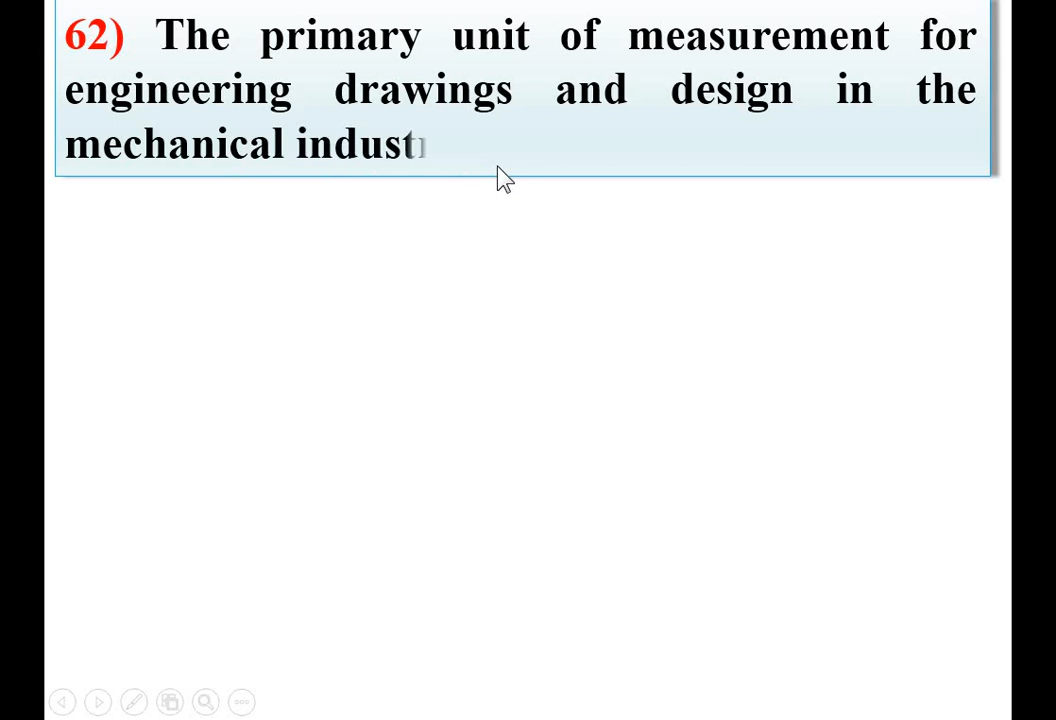 62) The primary unit of measurement for
engineering drawings and design in the
mechanical indust